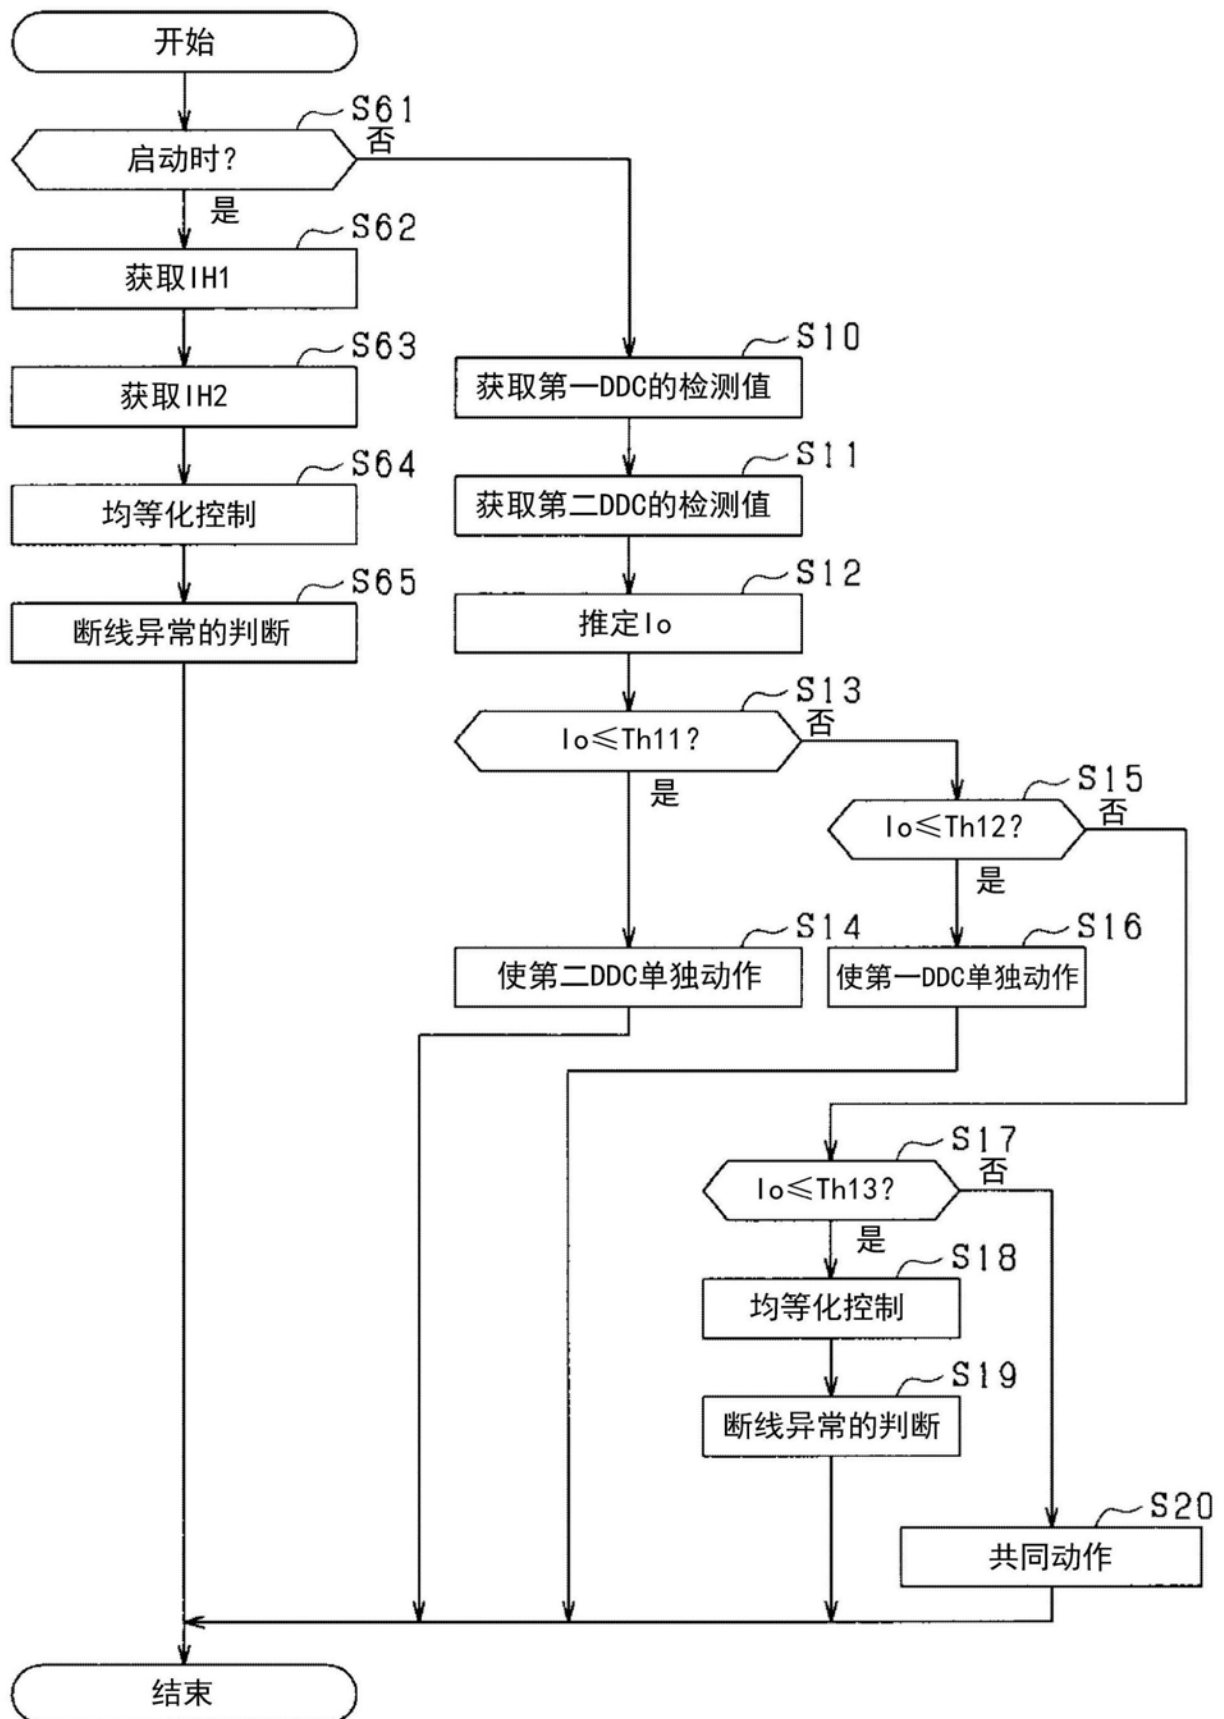 开始
S61
启动时?
否
是
S62
获取IH1
S63
获取IH2
S64
均等化控制
S65
断线异常的判断
S10
获取第一DDC的检测值
S11
获取第二DDC的检测值
S12
推定Io
S13
Io≤Th11?
否
是
S15
Io≤Th12?
否
是
S14
使第二DDC单独动作
S16
使第一DDC单独动作
S17
Io≤Th13?
否
是
S18
均等化控制
S19
断线异常的判断
S20
共同动作
结束